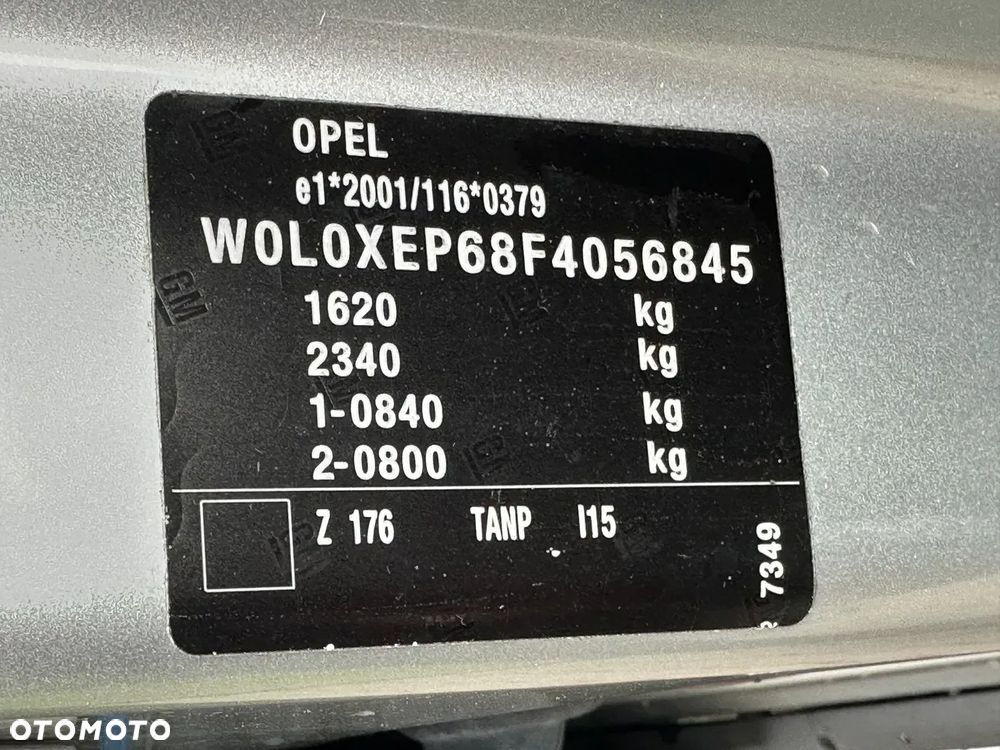 OPEL
e1*2001/116*0379
W0L0XEP68F4056845
1620 kg
2340 kg
1-0840 kg
2-0800 kg
Z 176 TANP I15
7349
GM
OTOMOTO